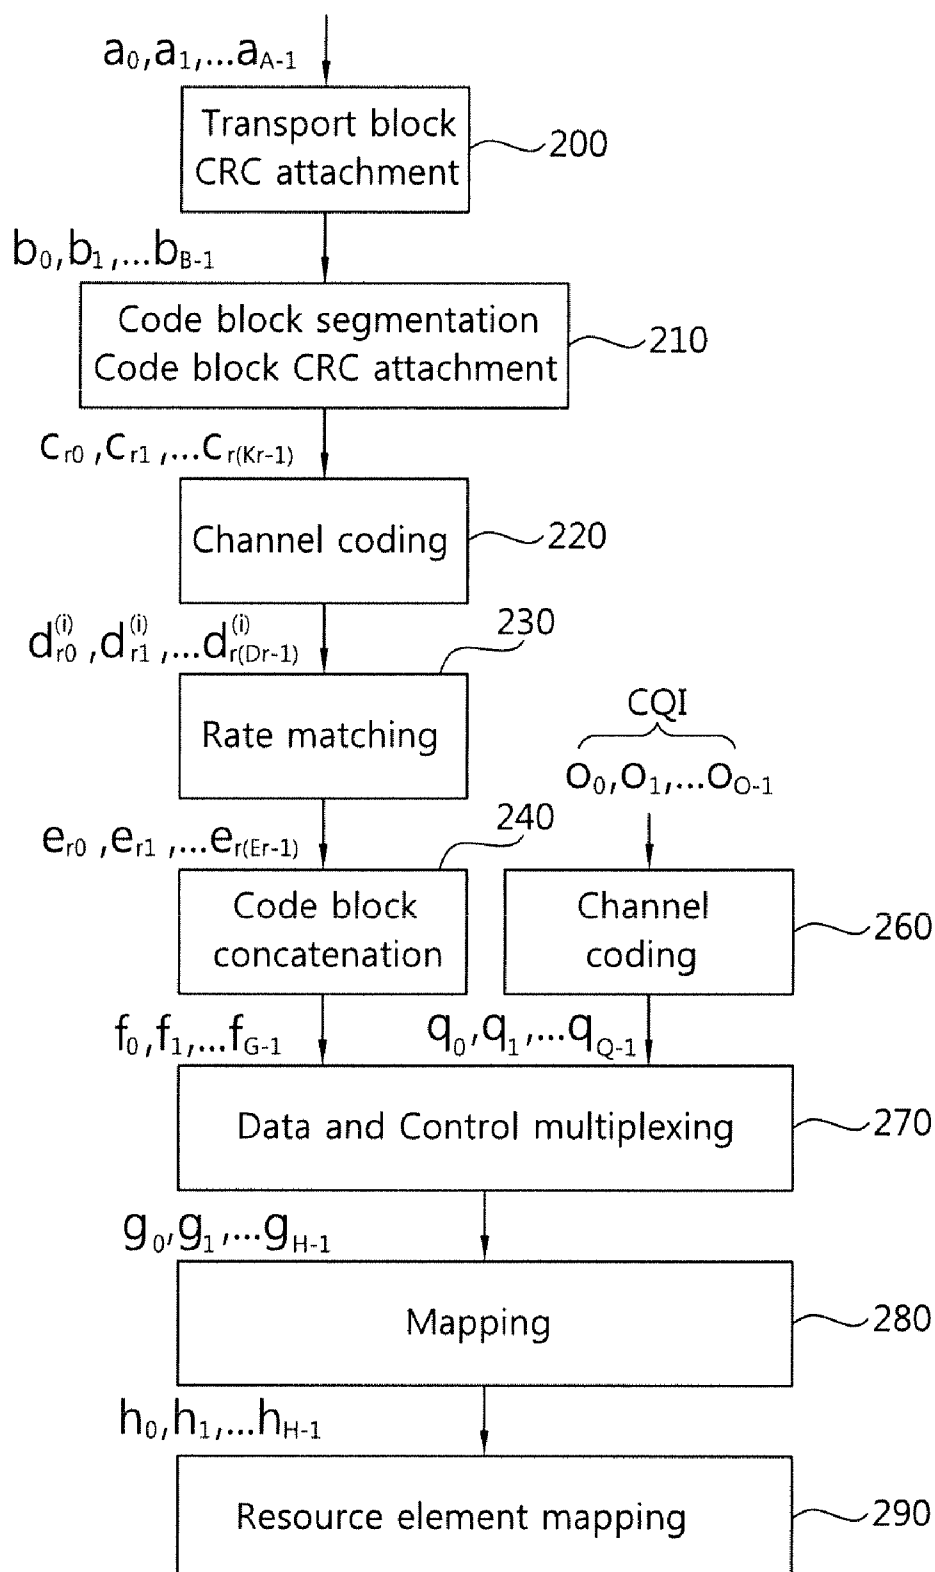 a0,a1,...aA-1
Transport block
CRC attachment
200
b0,b1,...bB-1
Code block segmentation
Code block CRC attachment
210
cr0,cr1,...cr(Kr-1)
Channel coding
220
dr0(i),dr1(i),...dr(Dr-1)(i)
230
Rate matching
CQI
o0,o1,...oO-1
er0,er1,...er(Er-1)
240
Code block
concatenation
Channel
coding
260
f0,f1,...fG-1
q0,q1,...qQ-1
Data and Control multiplexing
270
g0,g1,...gH-1
Mapping
280
h0,h1,...hH-1
Resource element mapping
290